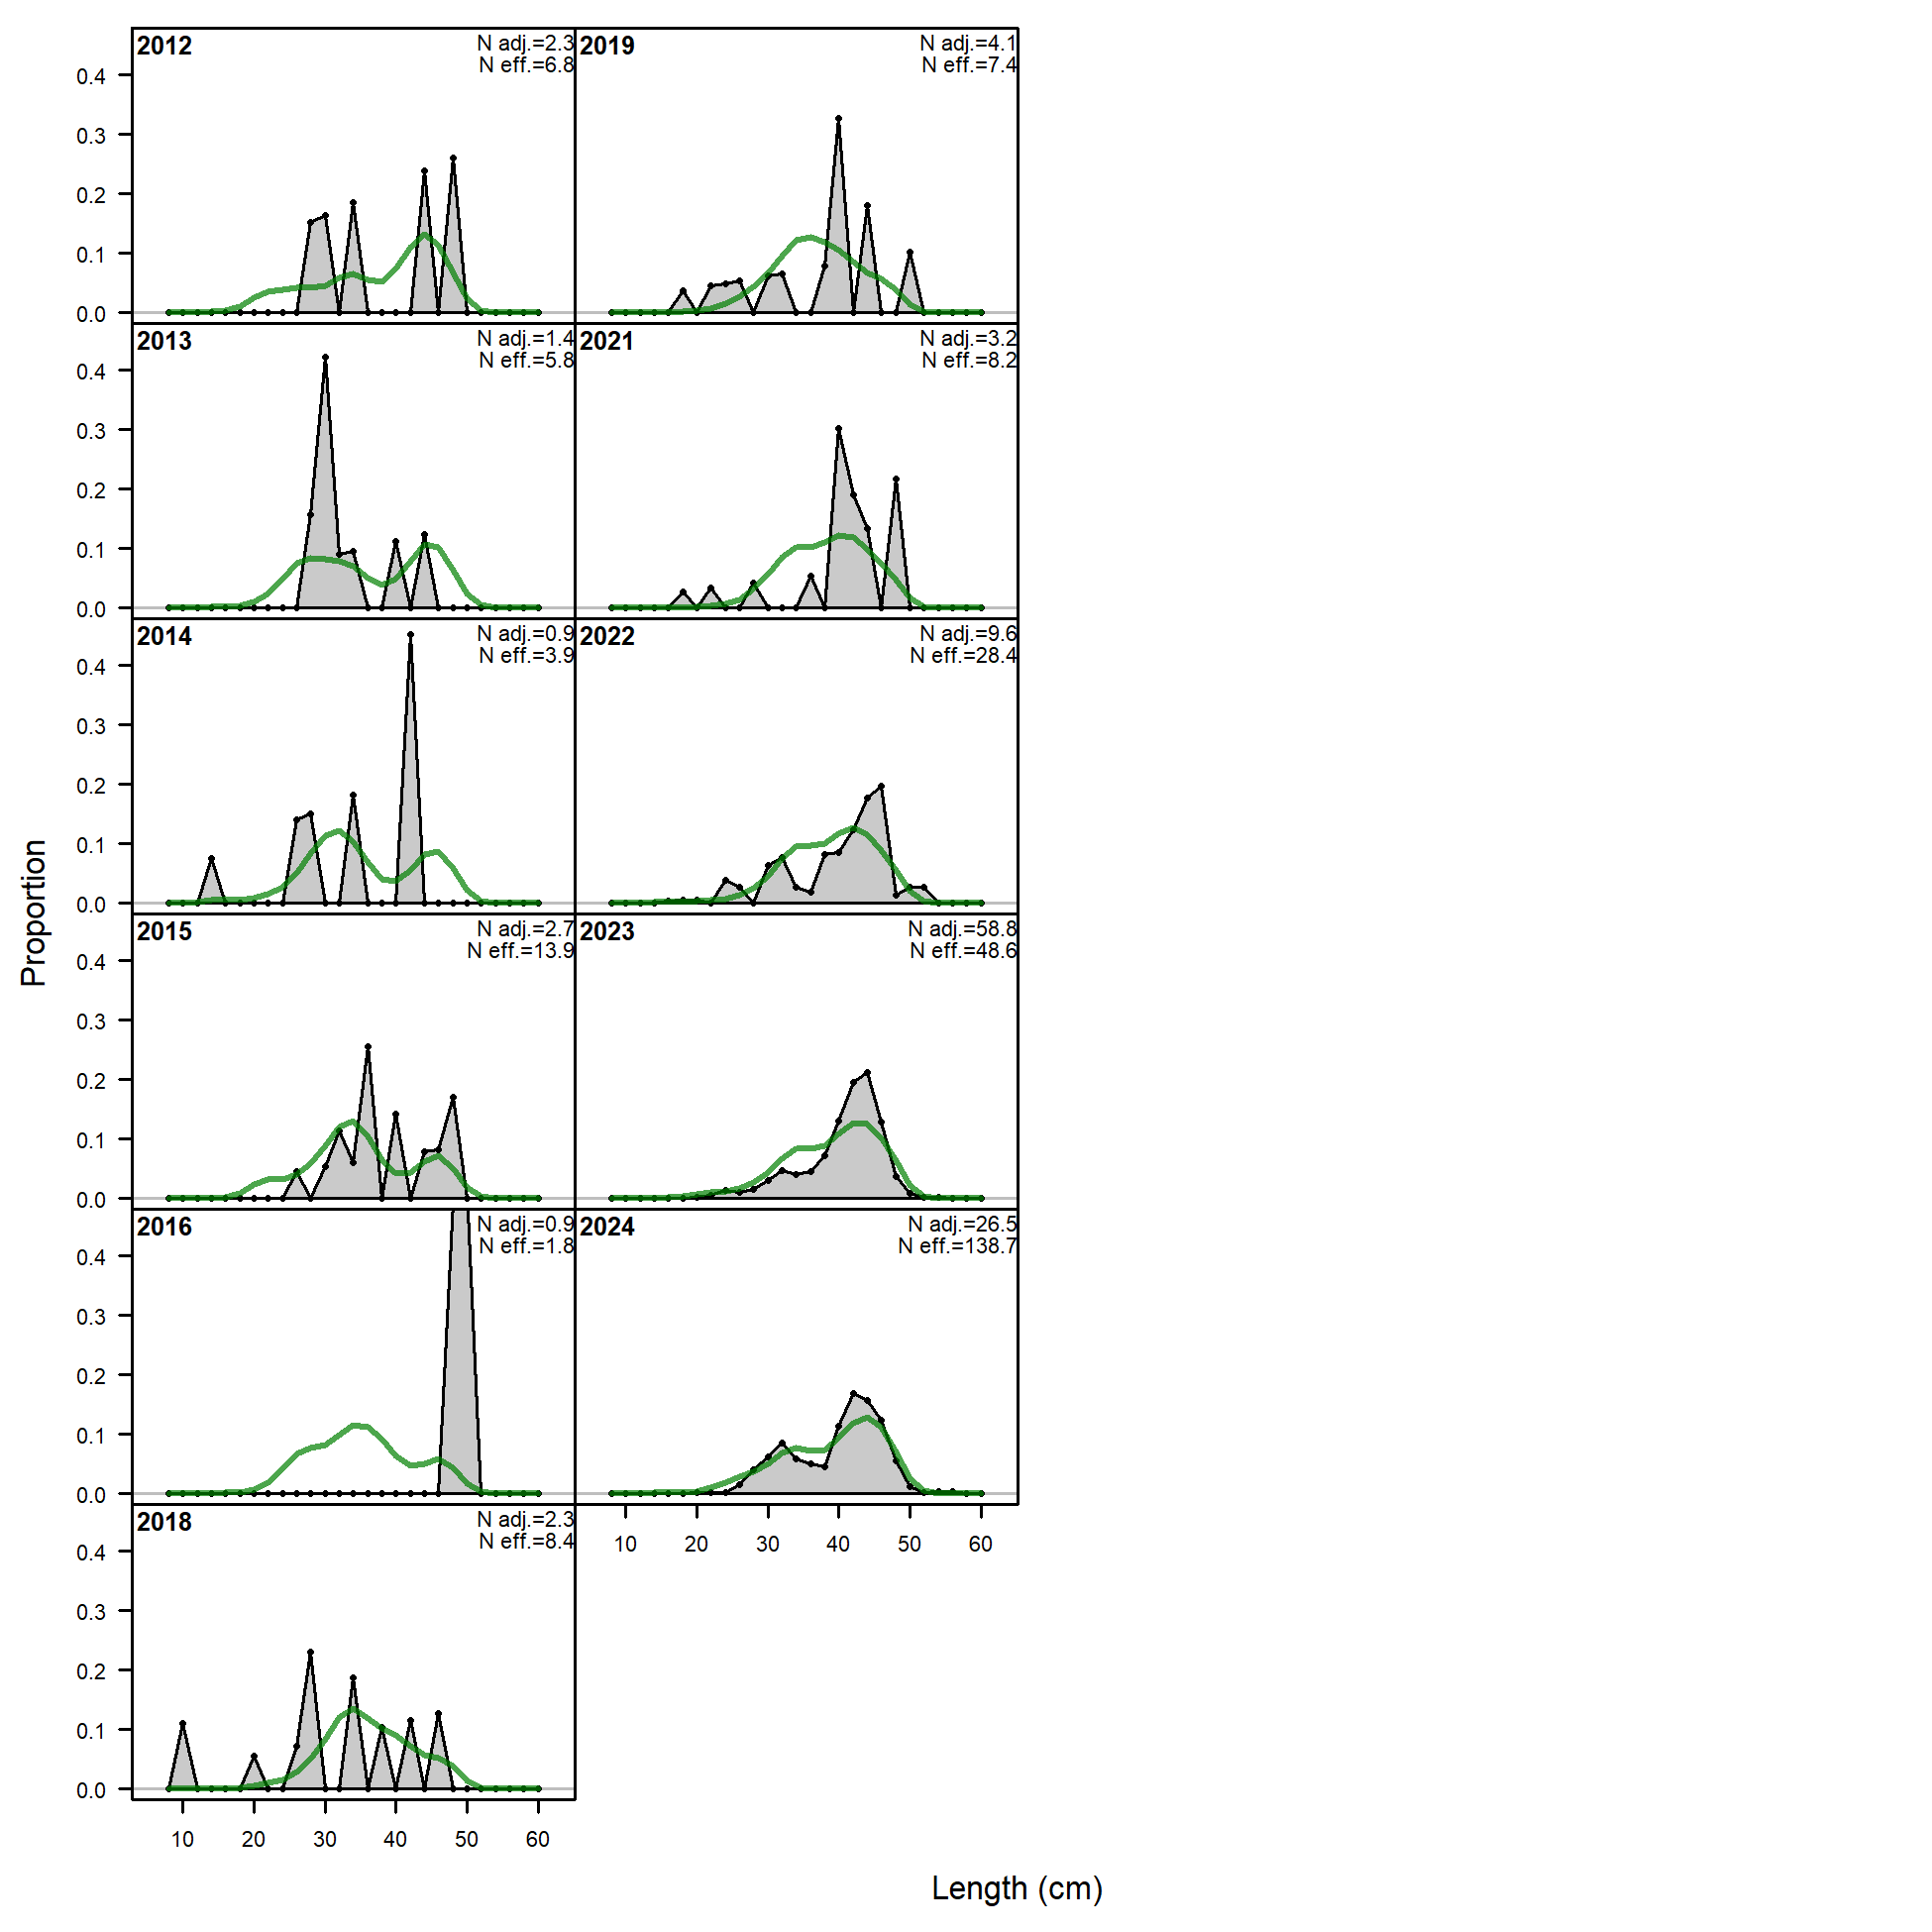 Proportion
2012
N adj.=2.3
N eff.=6.8
0.4
0.3
0.2
0.1
0.0
2013
N adj.=1.4
N eff.=5.8
0.4
0.3
0.2
0.1
0.0
2014
N adj.=0.9
N eff.=3.9
0.4
0.3
0.2
0.1
0.0
2015
N adj.=2.7
N eff.=13.9
0.4
0.3
0.2
0.1
0.0
2016
N adj.=0.9
N eff.=1.8
0.4
0.3
0.2
0.1
0.0
2018
N adj.=2.3
N eff.=8.4
0.4
0.3
0.2
0.1
0.0
10 20 30 40 50 60
2019
N adj.=4.1
N eff.=7.4
2021
N adj.=3.2
N eff.=8.2
2022
N adj.=9.6
N eff.=28.4
2023
N adj.=58.8
N eff.=48.6
2024
N adj.=26.5
N eff.=138.7
10 20 30 40 50 60
Length (cm)